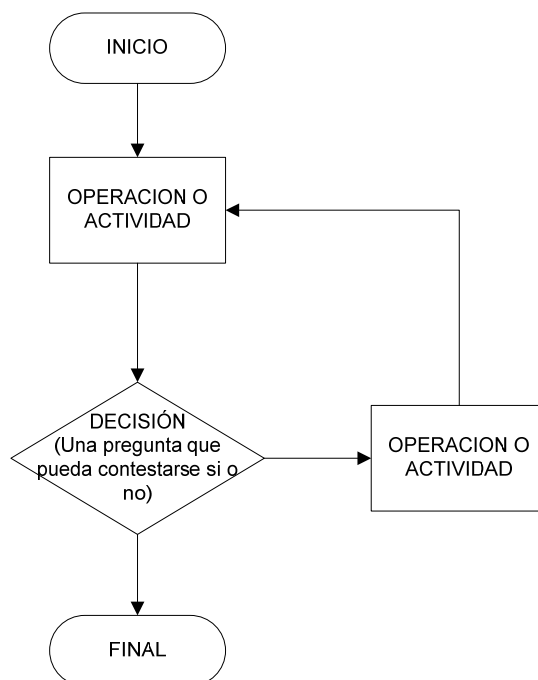 INICIO
OPERACION O
ACTIVIDAD
DECISIÓN
(Una pregunta que
pueda contestarse si o
no)
OPERACION O
ACTIVIDAD
FINAL